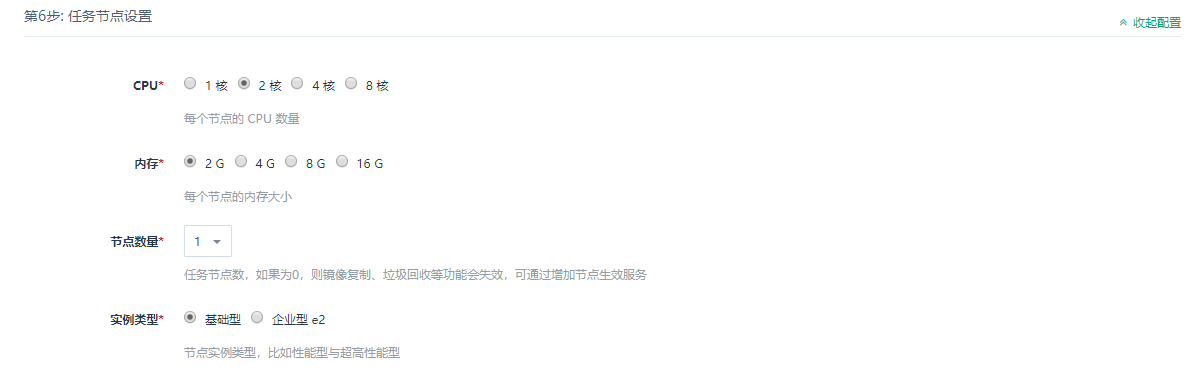 第6步: 任务节点设置
收起配置
CPU* 1 核 2 核 4 核 8 核
每个节点的 CPU 数量
内存* 2 G 4 G 8 G 16 G
每个节点的内存大小
节点数量* 1
任务节点数，如果为0，则镜像复制、垃圾回收等功能会失效，可通过增加节点生效服务
实例类型* 基础型 企业型 e2
节点实例类型，比如性能型与超高性能型